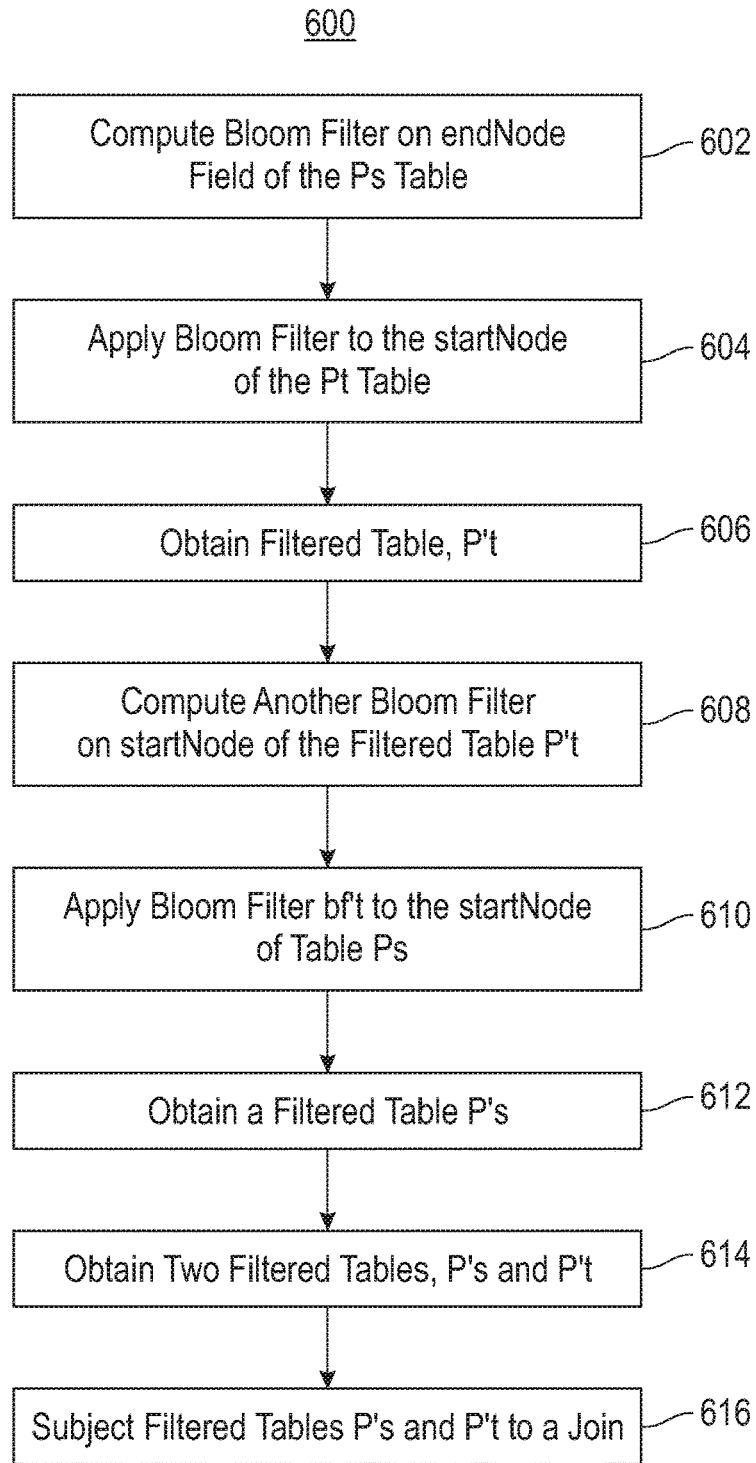 600
Compute Bloom Filter on endNode
Field of the Ps Table
602
Apply Bloom Filter to the startNode
of the Pt Table
604
Obtain Filtered Table, P't
606
Compute Another Bloom Filter
on startNode of the Filtered Table P't
608
Apply Bloom Filter bf't to the startNode
of Table Ps
610
Obtain a Filtered Table P's
612
Obtain Two Filtered Tables, P's and P't
614
Subject Filtered Tables P's and P't to a Join
616